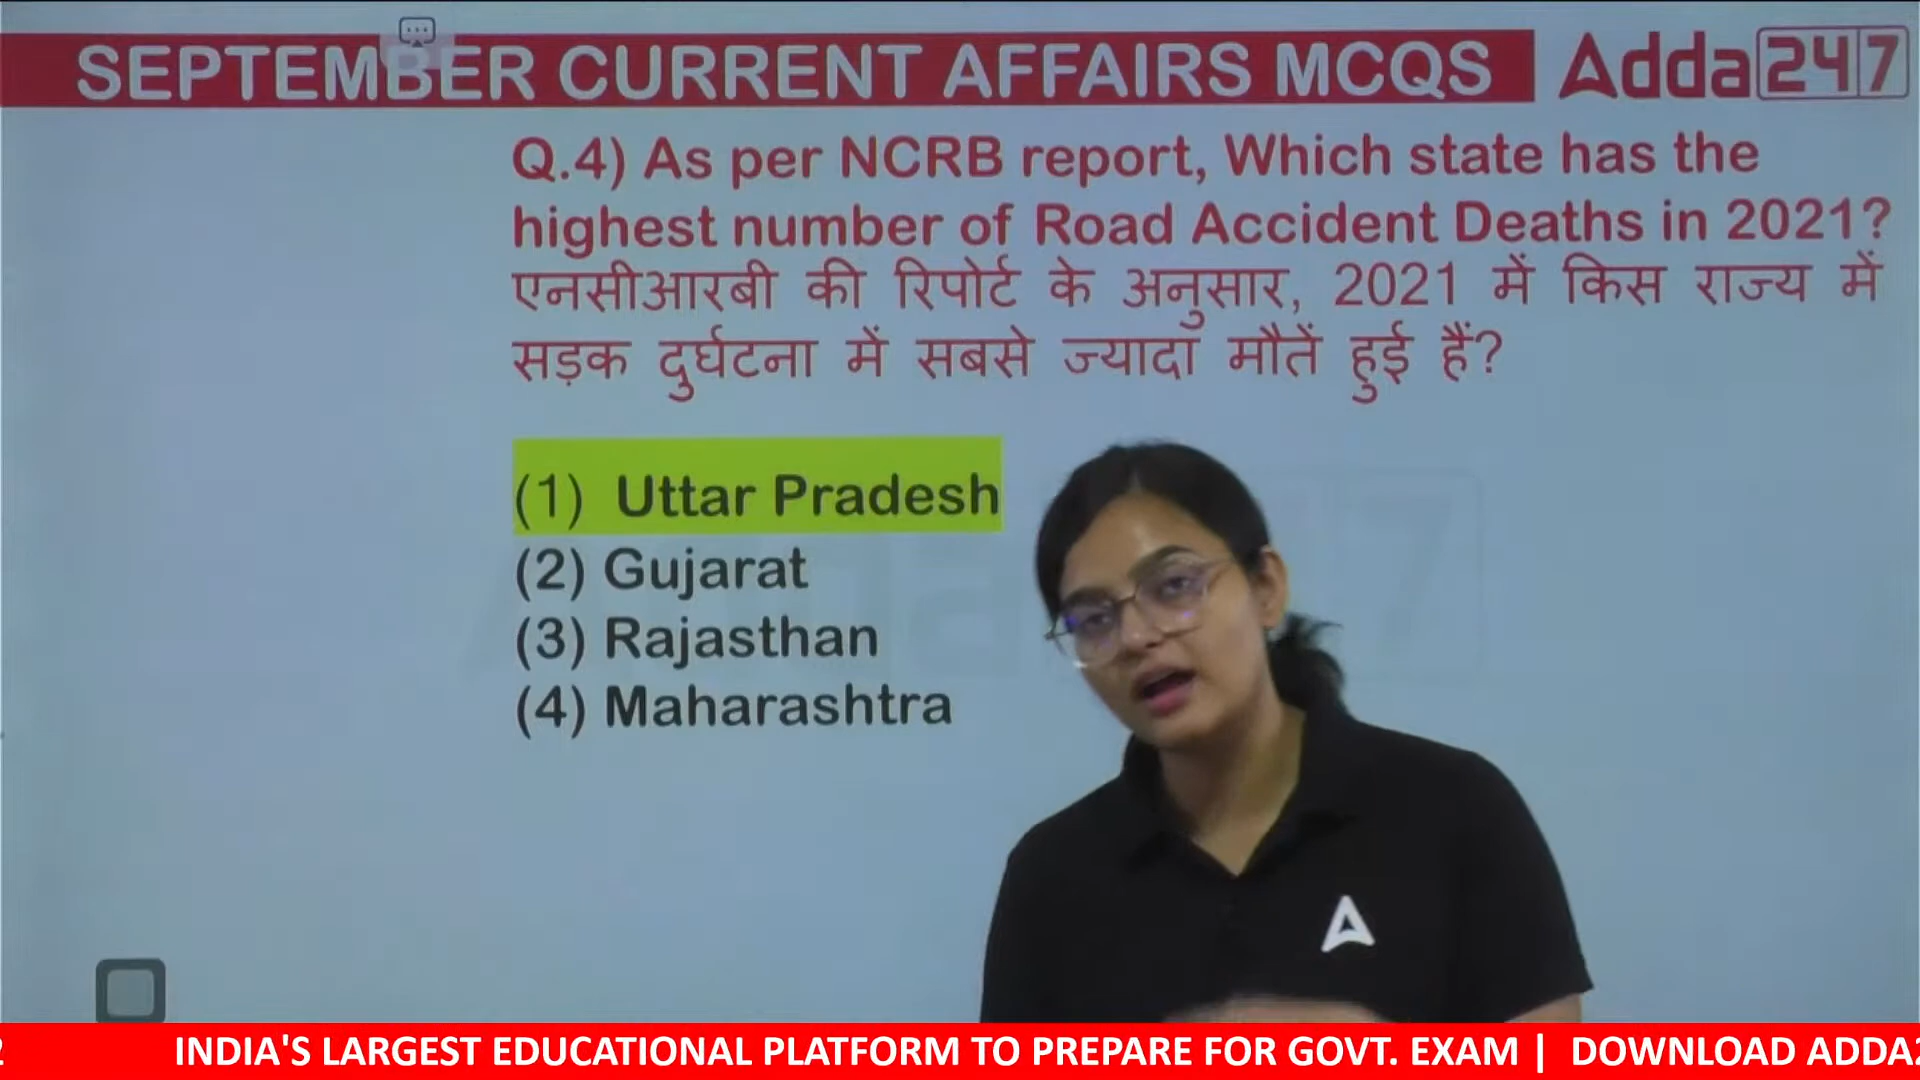 SEPTEMBER CURRENT AFFAIRS MCQS
Adda247
Q.4) As per NCRB report, Which state has the
highest number of Road Accident Deaths in 2021?
एनसीआरबी की रिपोर्ट के अनुसार, 2021 में किस राज्य में
सड़क दुर्घटना में सबसे ज्यादा मौतें हुई हैं?
(1) Uttar Pradesh
(2) Gujarat
(3) Rajasthan
(4) Maharashtra
INDIA'S LARGEST EDUCATIONAL PLATFORM TO PREPARE FOR GOVT. EXAM | DOWNLOAD ADDA2